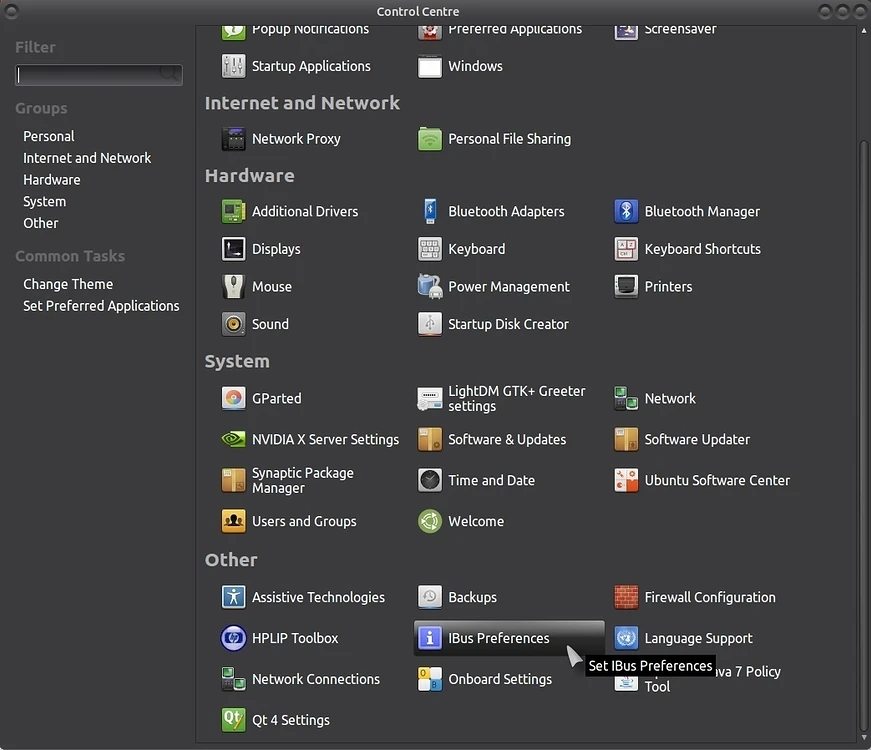 Control Centre
Filter
Groups
Personal
Internet and Network
Hardware
System
Other
Common Tasks
Change Theme
Set Preferred Applications
Popup Notifications
Preferred Applications
Screensaver
Startup Applications
Windows
Internet and Network
Network Proxy
Personal File Sharing
Hardware
Additional Drivers
Bluetooth Adapters
Bluetooth Manager
Displays
Keyboard
Keyboard Shortcuts
Mouse
Power Management
Printers
Sound
Startup Disk Creator
System
GParted
LightDM GTK+ Greeter
settings
Network
NVIDIA X Server Settings
Software & Updates
Software Updater
Synaptic Package
Manager
Time and Date
Ubuntu Software Center
Users and Groups
Welcome
Other
Assistive Technologies
Backups
Firewall Configuration
HPLIP Toolbox
IBus Preferences
Language Support
Set IBus Preferences
Network Connections
Onboard Settings
7 Policy
Tool
Qt 4 Settings